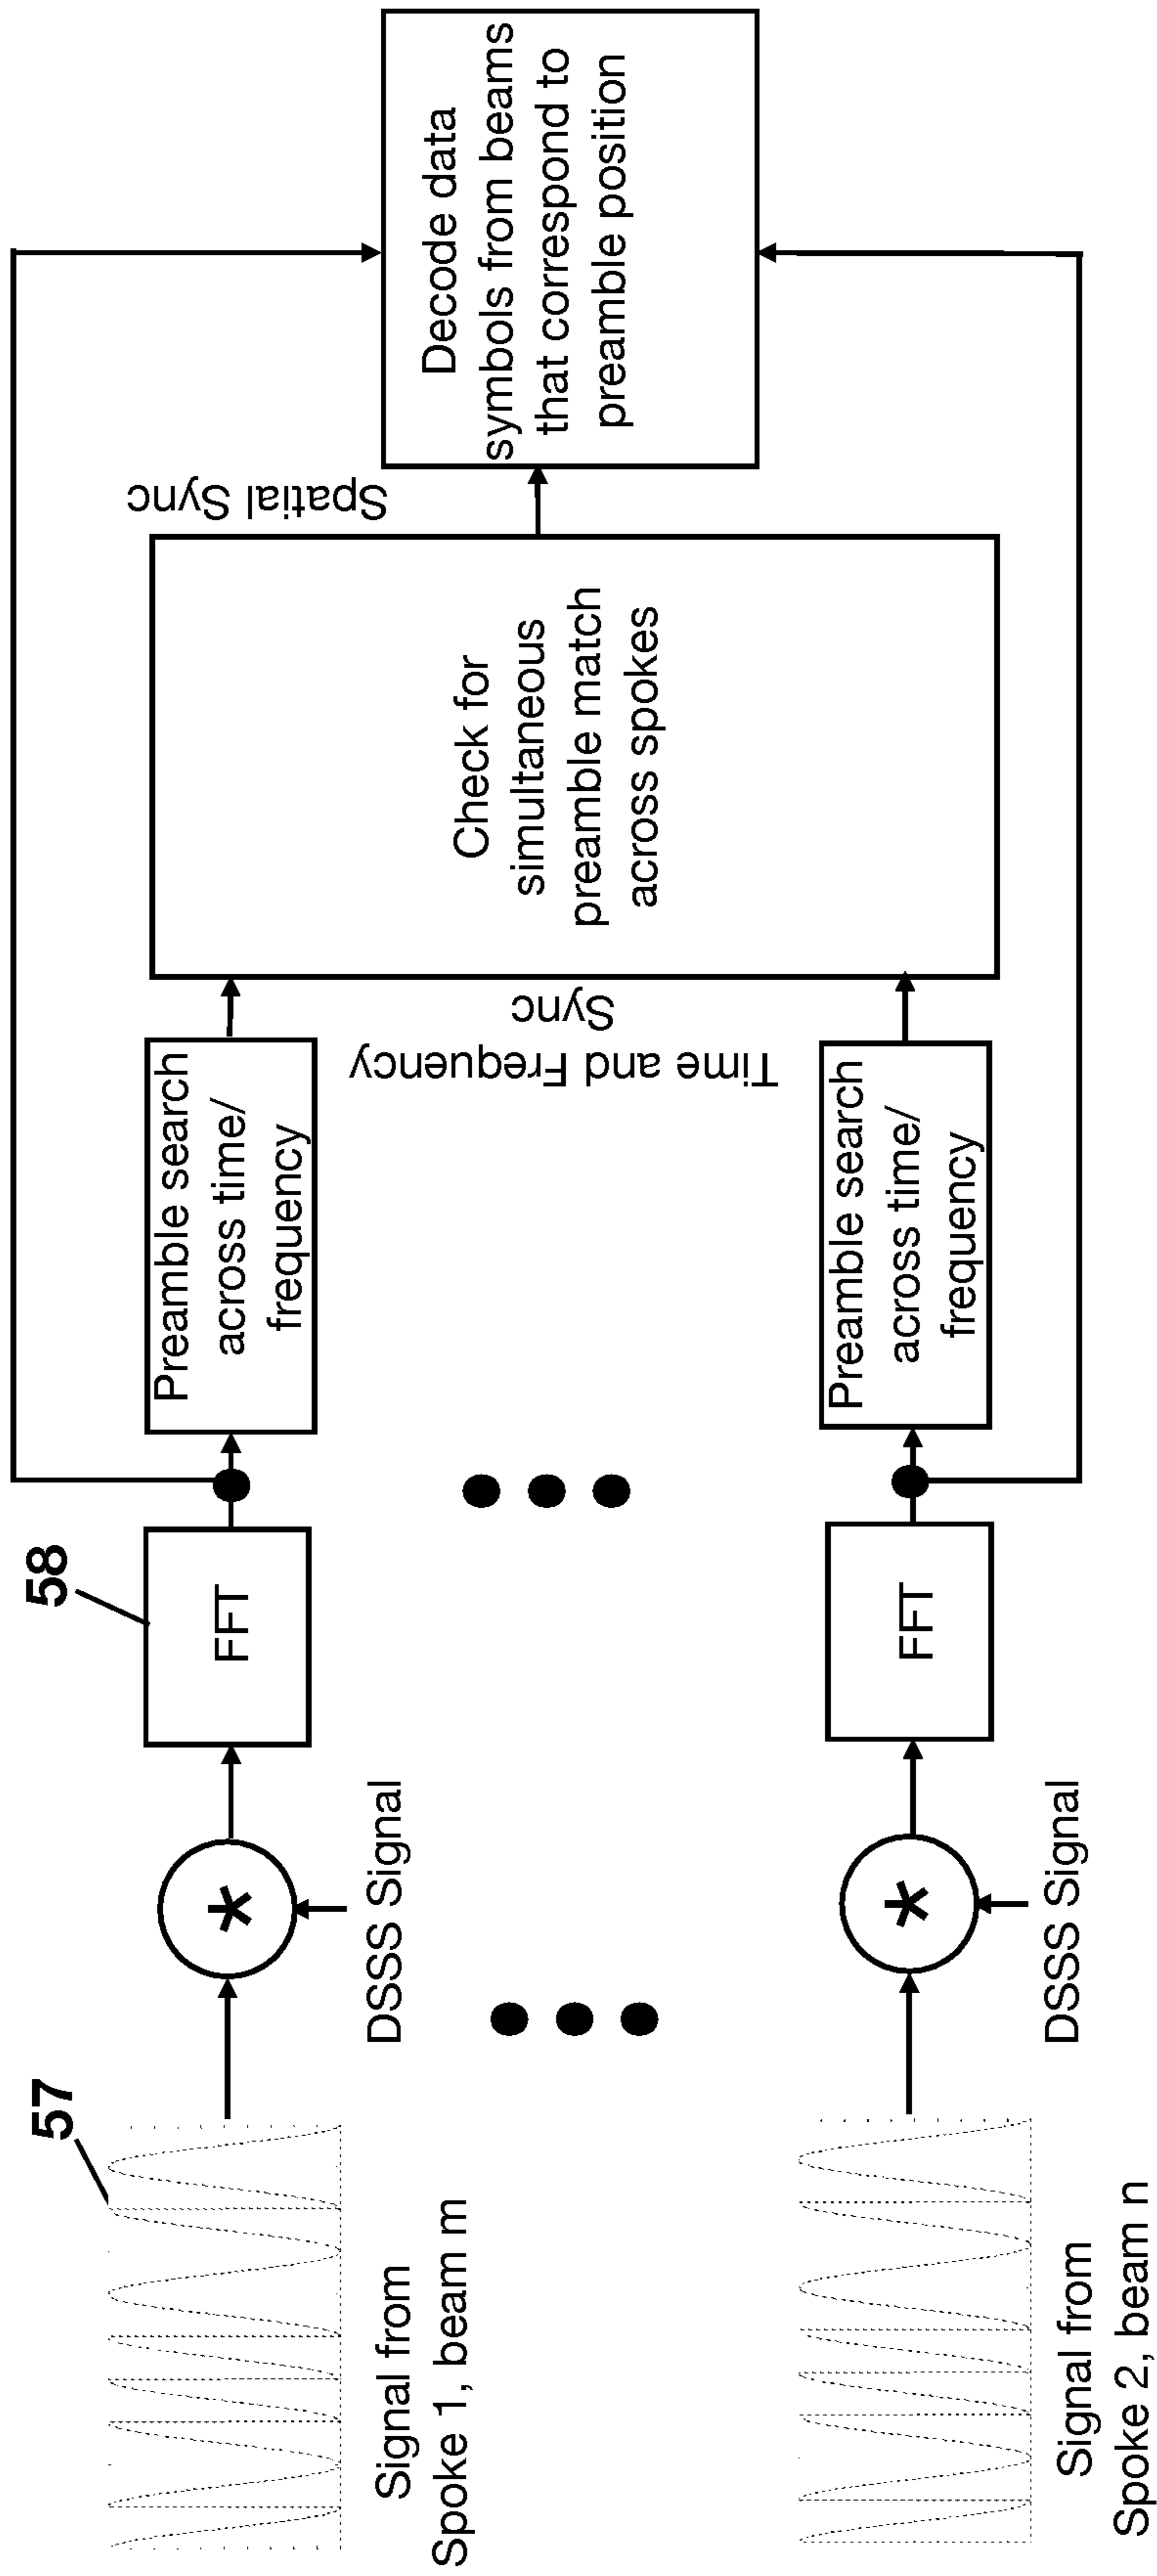 57
Signal from
Spoke 1, beam m
*
DSSS Signal
58
FFT
Preamble search
across time/
frequency
Signal from
Spoke 2, beam n
*
DSSS Signal
FFT
Preamble search
across time/
frequency
Time and Frequency
Sync
Check for
simultaneous
preamble match
across spokes
Spatial Sync
Decode data
symbols from beams
that correspond to
preamble position